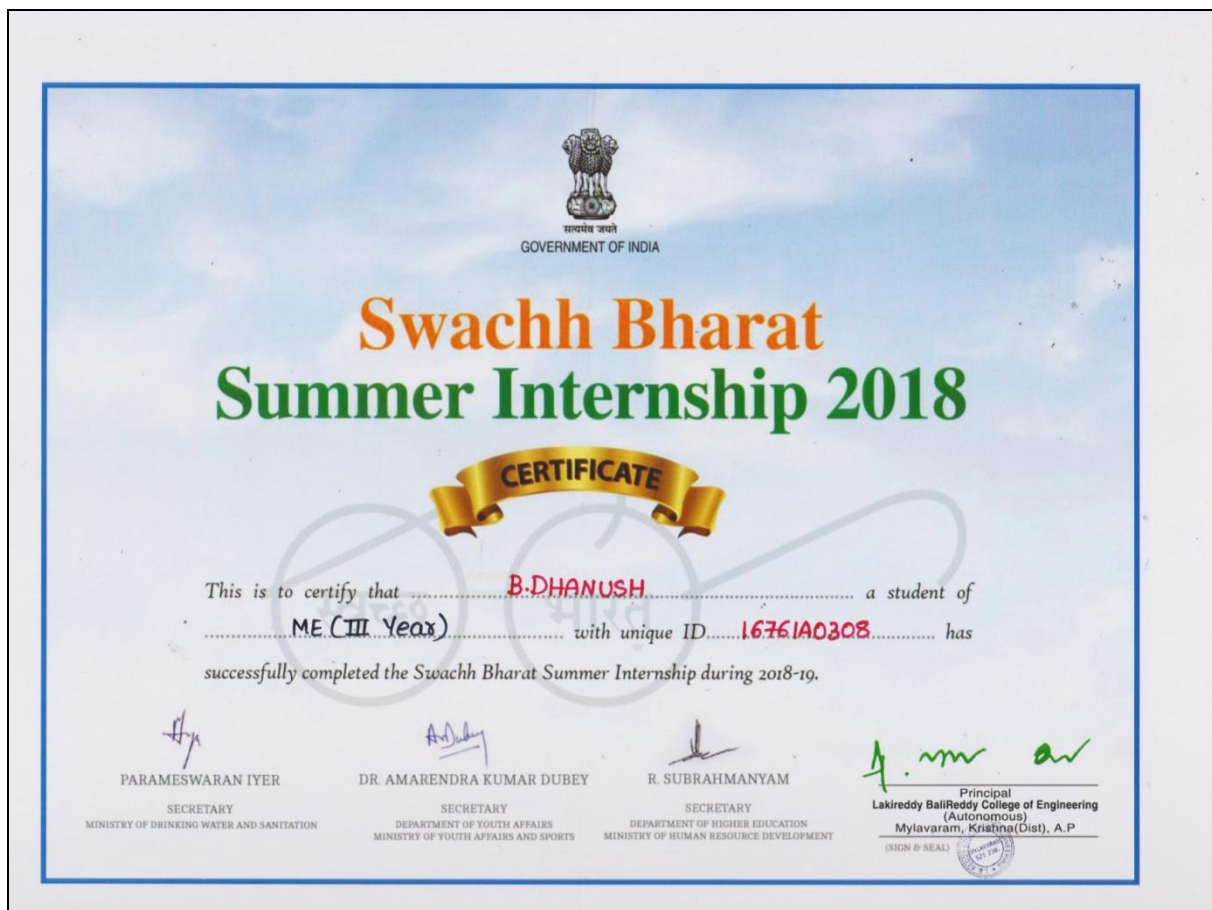 सत्यमेव जयते
GOVERNMENT OF INDIA
Swachh Bharat
Summer Internship 2018
CERTIFICATE
स्वच्छ भारत
This is to certify that .................B.DHANUSH..................................... a student of
................ME (III Year)..................... with unique ID.......16761A0308............. has
successfully completed the Swachh Bharat Summer Internship during 2018-19.
PARAMESWARAN IYER
SECRETARY
MINISTRY OF DRINKING WATER AND SANITATION
DR. AMARENDRA KUMAR DUBEY
SECRETARY
DEPARTMENT OF YOUTH AFFAIRS
MINISTRY OF YOUTH AFFAIRS AND SPORTS
R. SUBRAHMANYAM
SECRETARY
DEPARTMENT OF HIGHER EDUCATION
MINISTRY OF HUMAN RESOURCE DEVELOPMENT
Principal
Lakireddy BaliReddy College of Engineering
(Autonomous)
Mylavaram, Krishna(Dist), A.P
(SIGN & SEAL)